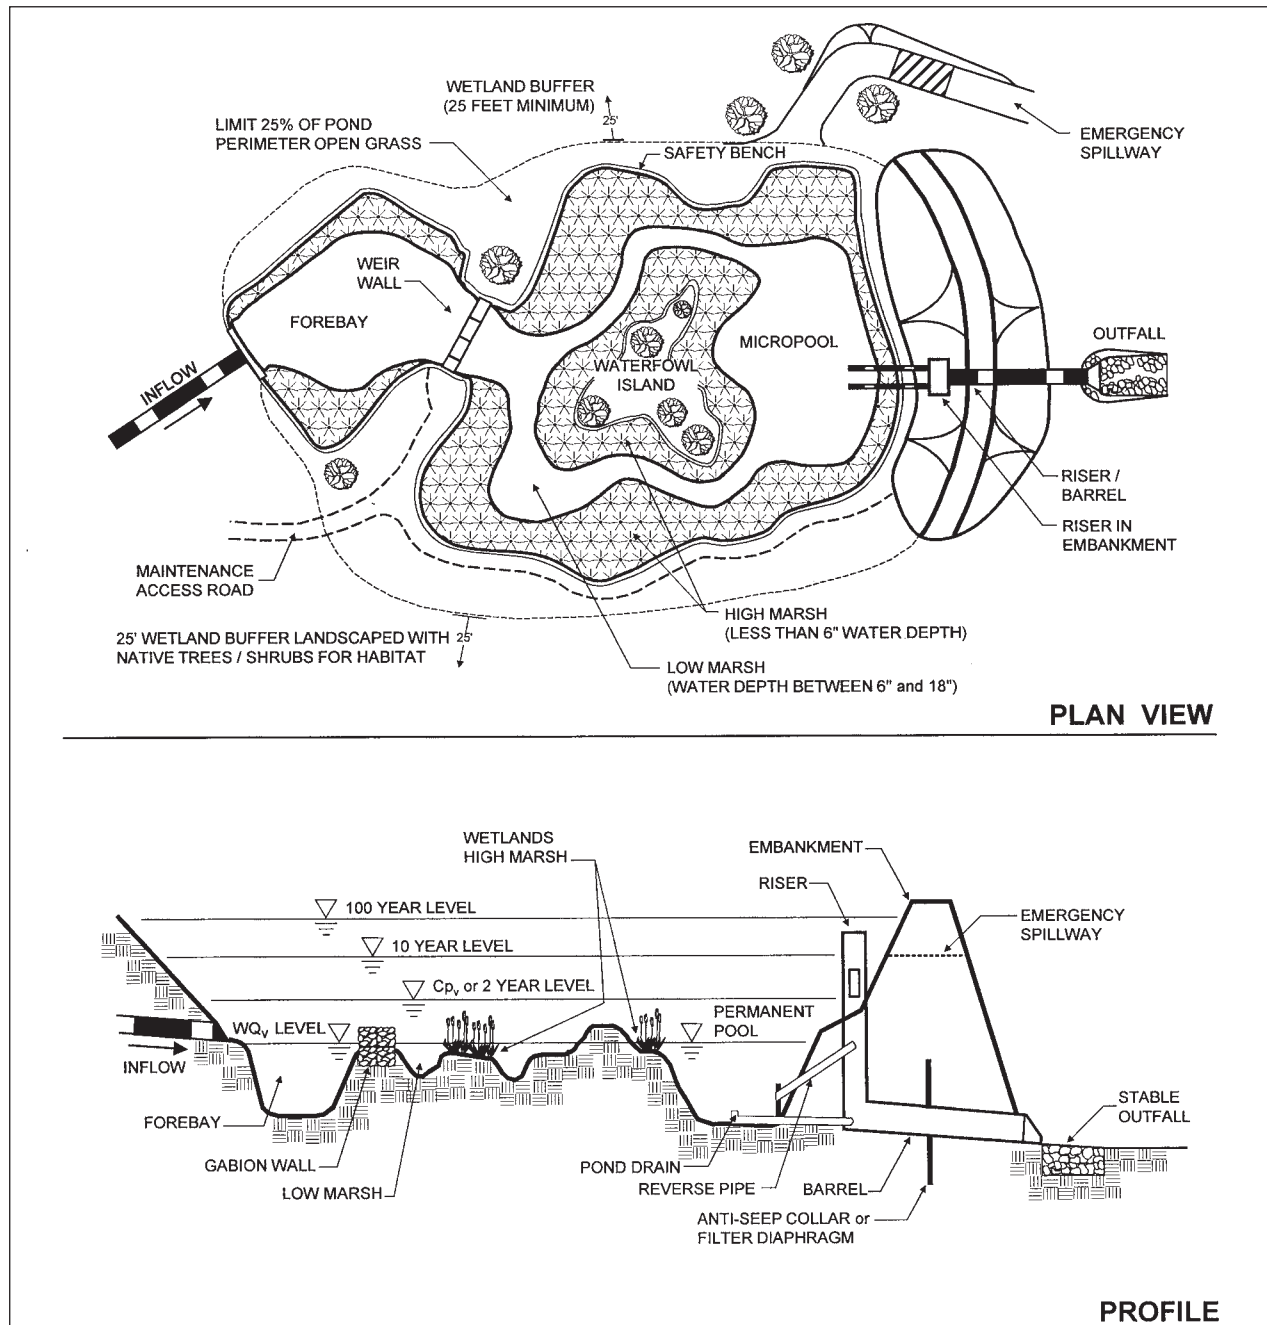 WETLAND BUFFER
(25 FEET MINIMUM)
25'
LIMIT 25% OF POND
PERIMETER OPEN GRASS
SAFETY BENCH
EMERGENCY
SPILLWAY
WEIR
WALL
FOREBAY
MICROPOOL
OUTFALL
WATERFOWL
ISLAND
INFLOW
RISER /
BARREL
RISER IN
EMBANKMENT
MAINTENANCE
ACCESS ROAD
HIGH MARSH
(LESS THAN 6" WATER DEPTH)
25' WETLAND BUFFER LANDSCAPED WITH
NATIVE TREES / SHRUBS FOR HABITAT
25'
LOW MARSH
(WATER DEPTH BETWEEN 6" and 18")
PLAN VIEW
WETLANDS
HIGH MARSH
EMBANKMENT
RISER
100 YEAR LEVEL
EMERGENCY
SPILLWAY
10 YEAR LEVEL
Cpv or 2 YEAR LEVEL
PERMANENT
POOL
WQv LEVEL
INFLOW
FOREBAY
STABLE
OUTFALL
GABION WALL
POND DRAIN
LOW MARSH
REVERSE PIPE
BARREL
ANTI-SEEP COLLAR or
FILTER DIAPHRAGM
PROFILE